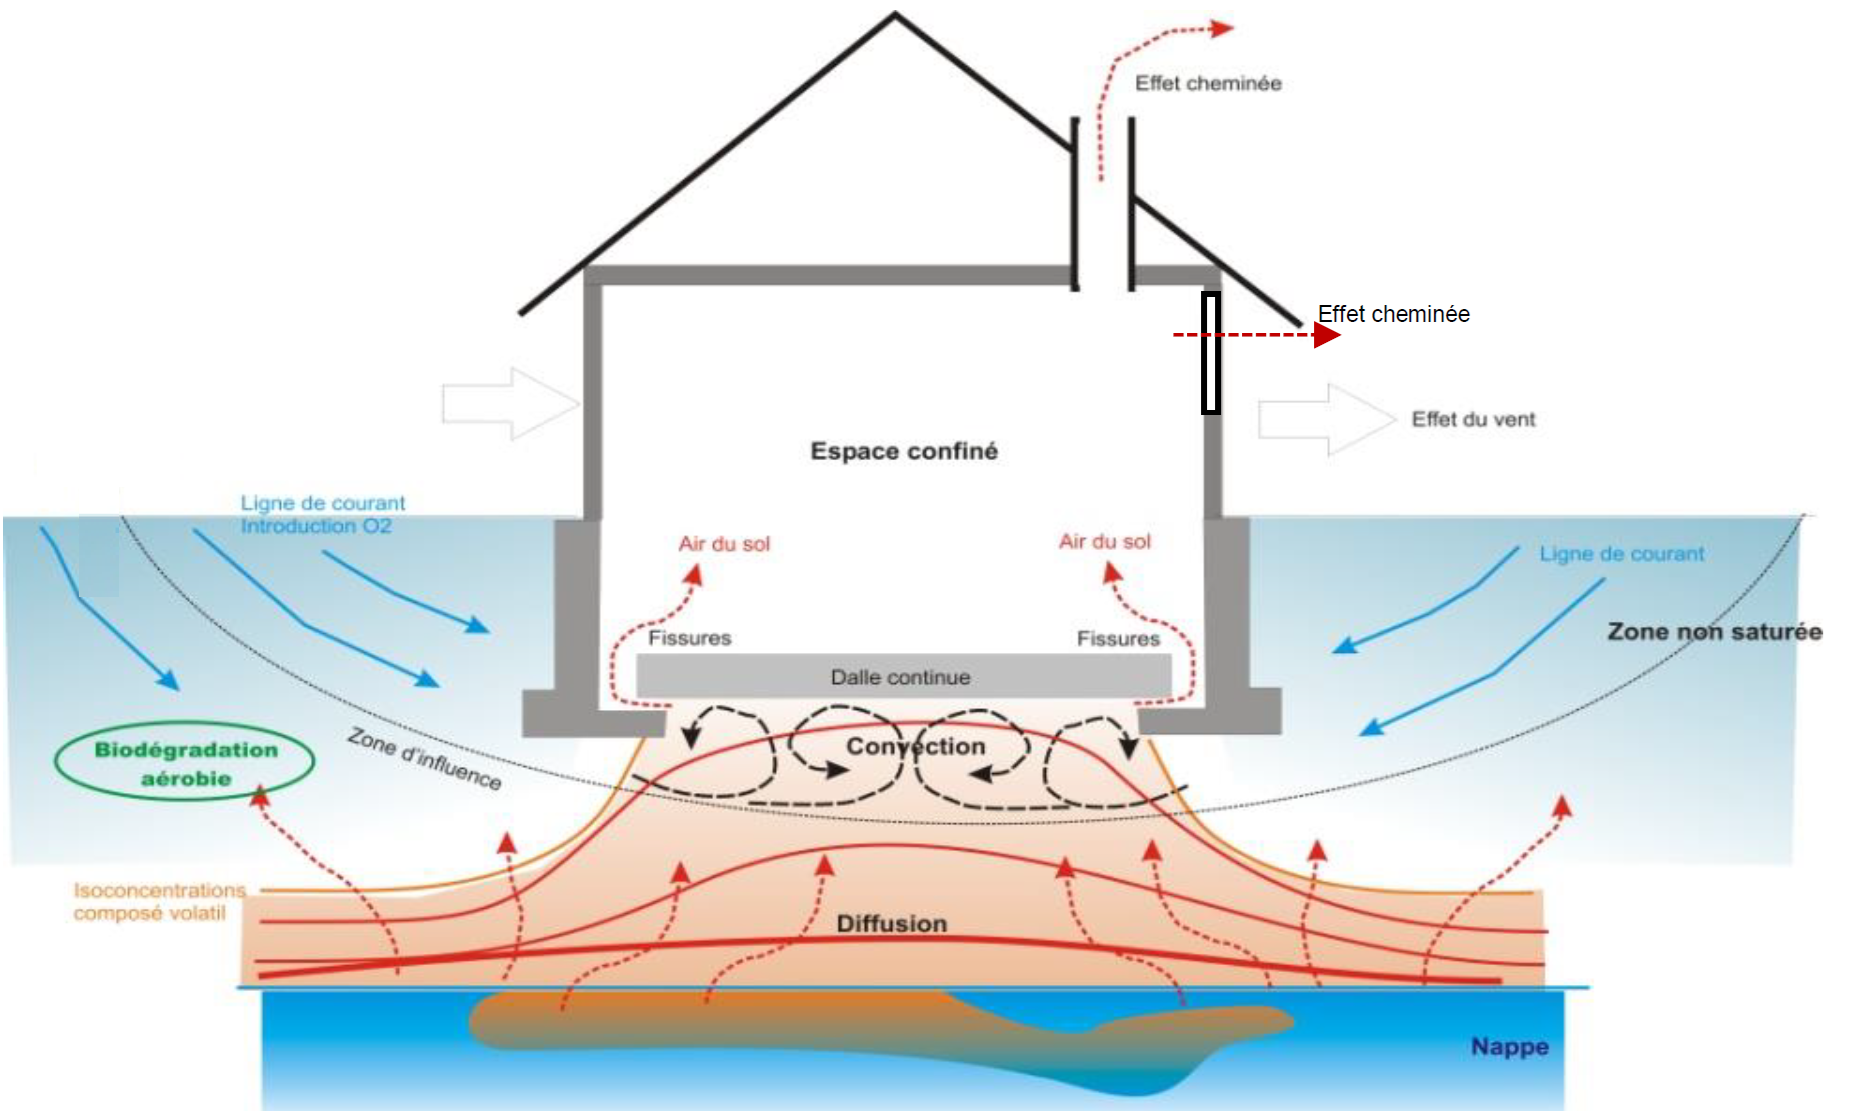 Effet cheminée
Effet cheminée
Effet du vent
Espace confiné
Ligne de courant
Introduction O2
Air du sol
Air du sol
Ligne de courant
Fissures
Fissures
Zone non saturée
Dalle continue
Zone d'influence
Biodégradation
aérobie
Convection
Isoconcentrations
composé volatil
Diffusion
Nappe